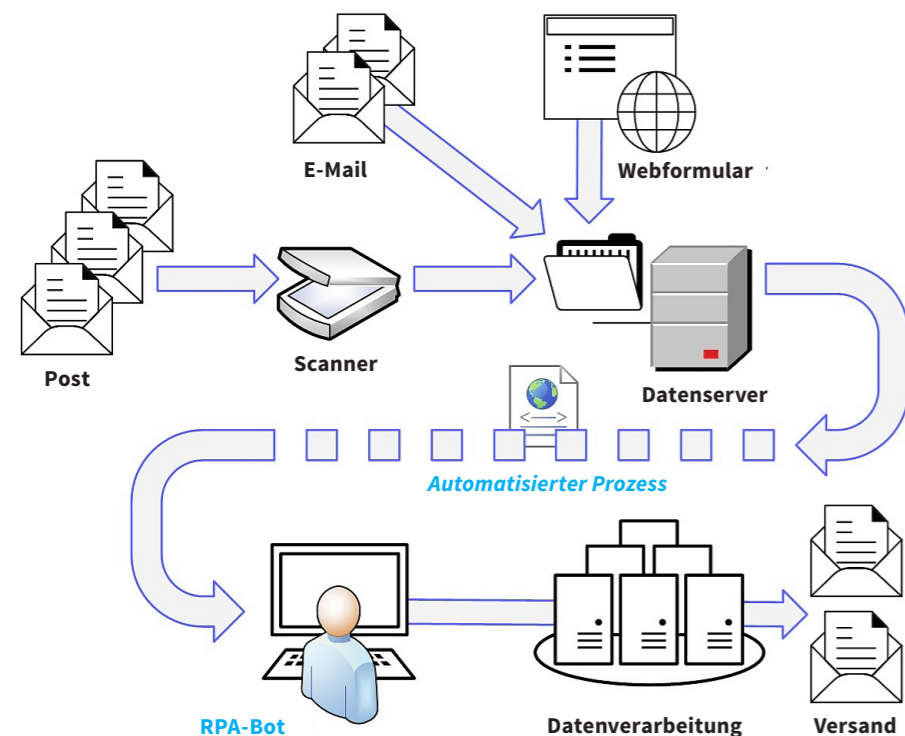 E-Mail
Webformular
Post
Scanner
Datenserver
Automatisierter Prozess
RPA-Bot
Datenverarbeitung
Versand